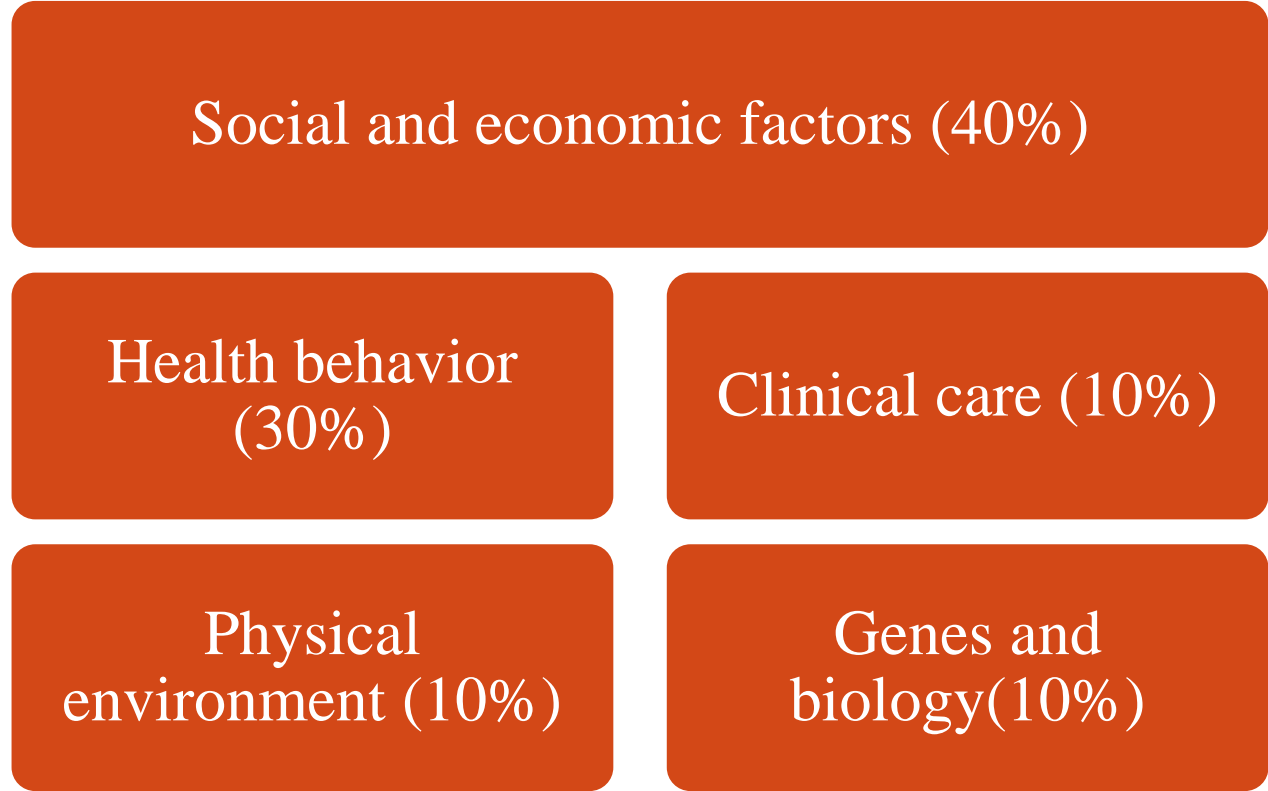 Social and economic factors (40%)
Health behavior
(30%)
Clinical care (10%)
Physical
environment (10%)
Genes and
biology(10%)